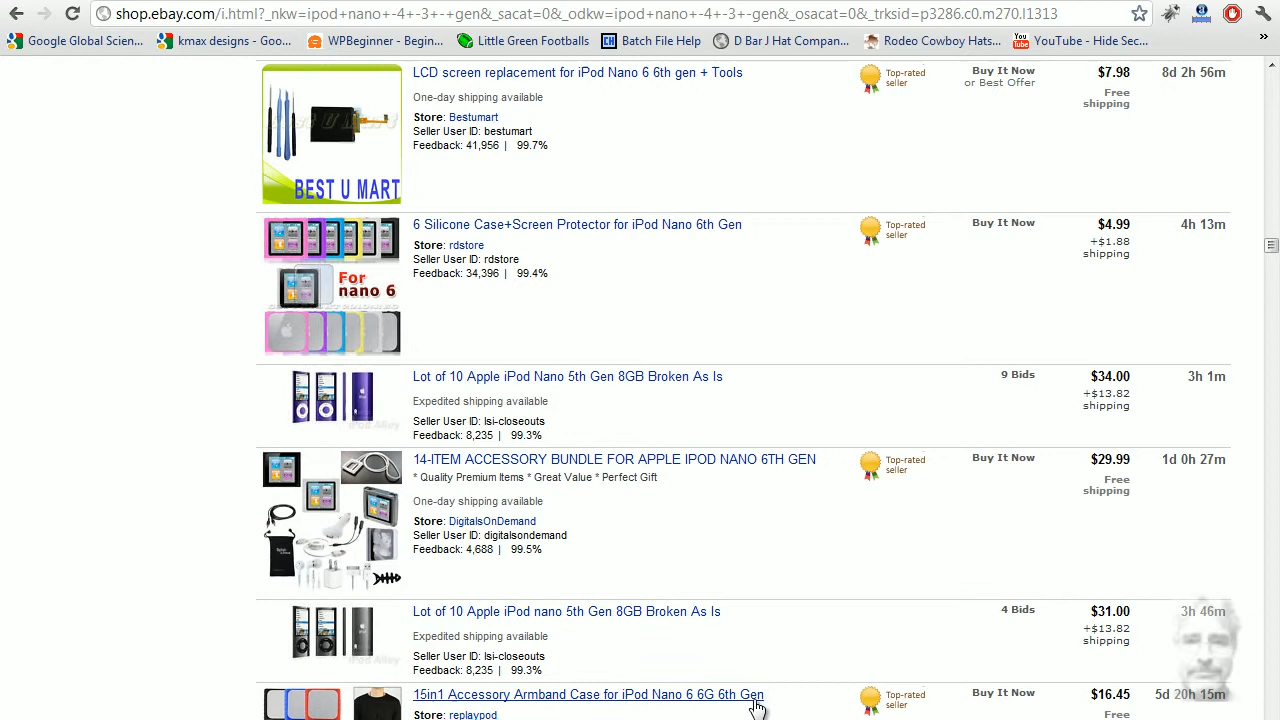 shop.ebay.com/i.html?_nkw=ipod+nano+-4+-3+-+gen&_sacat=0&_odkw=ipod+nano+-4+-3+-gen&_osacat=0&_trksid=p3286.c0.m270.l1313
Google Global Scien... kmax designs - Goo... WPBeginner - Begin... Little Green Footballs CH Batch File Help D Bar J Hat Compan... Rodeo Cowboy Hats... You Tube YouTube - Hide Sec... »
LCD screen replacement for iPod Nano 6 6th gen + Tools Top-rated seller Buy It Now or Best Offer $7.98 Free shipping 8d 2h 56m
One-day shipping available
Store: Bestumart
Seller User ID: bestumart
Feedback: 41,956 | 99.7%
BEST U MART
6 Silicone Case+Screen Protector for iPod Nano 6th Gen Top-rated seller Buy It Now $4.99 +$1.88 shipping 4h 13m
Store: rdstore
Seller User ID: rdstore
Feedback: 34,396 | 99.4%
For
nano 6
Lot of 10 Apple iPod Nano 5th Gen 8GB Broken As Is 9 Bids $34.00 +$13.82 shipping 3h 1m
Expedited shipping available
Seller User ID: lsi-closeouts
Feedback: 8,235 | 99.3%
iPod Alley
14-ITEM ACCESSORY BUNDLE FOR APPLE IPOD NANO 6TH GEN Top-rated seller Buy It Now $29.99 Free shipping 1d 0h 27m
* Quality Premium Items * Great Value * Perfect Gift
One-day shipping available
Store: DigitalsOnDemand
Seller User ID: digitalsondemand
Feedback: 4,688 | 99.5%
Lot of 10 Apple iPod nano 5th Gen 8GB Broken As Is 4 Bids $31.00 +$13.82 shipping 3h 46m
Expedited shipping available
Seller User ID: lsi-closeouts
Feedback: 8,235 | 99.3%
iPod Alley
15in1 Accessory Armband Case for iPod Nano 6 6G 6th Gen Top-rated seller Buy It Now $16.45 Free 5d 20h 15m
Store: replaypod